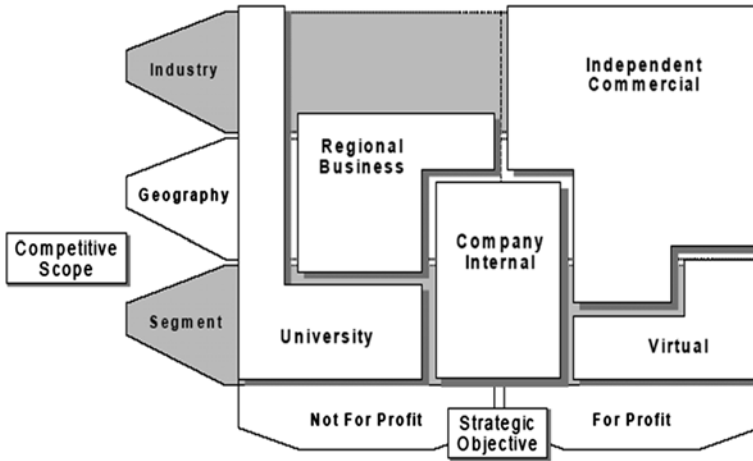 Industry
Independent
Commercial
Regional
Business
Geography
Competitive
Scope
Company
Internal
Segment
University
Virtual
Not For Profit
Strategic
Objective
For Profit